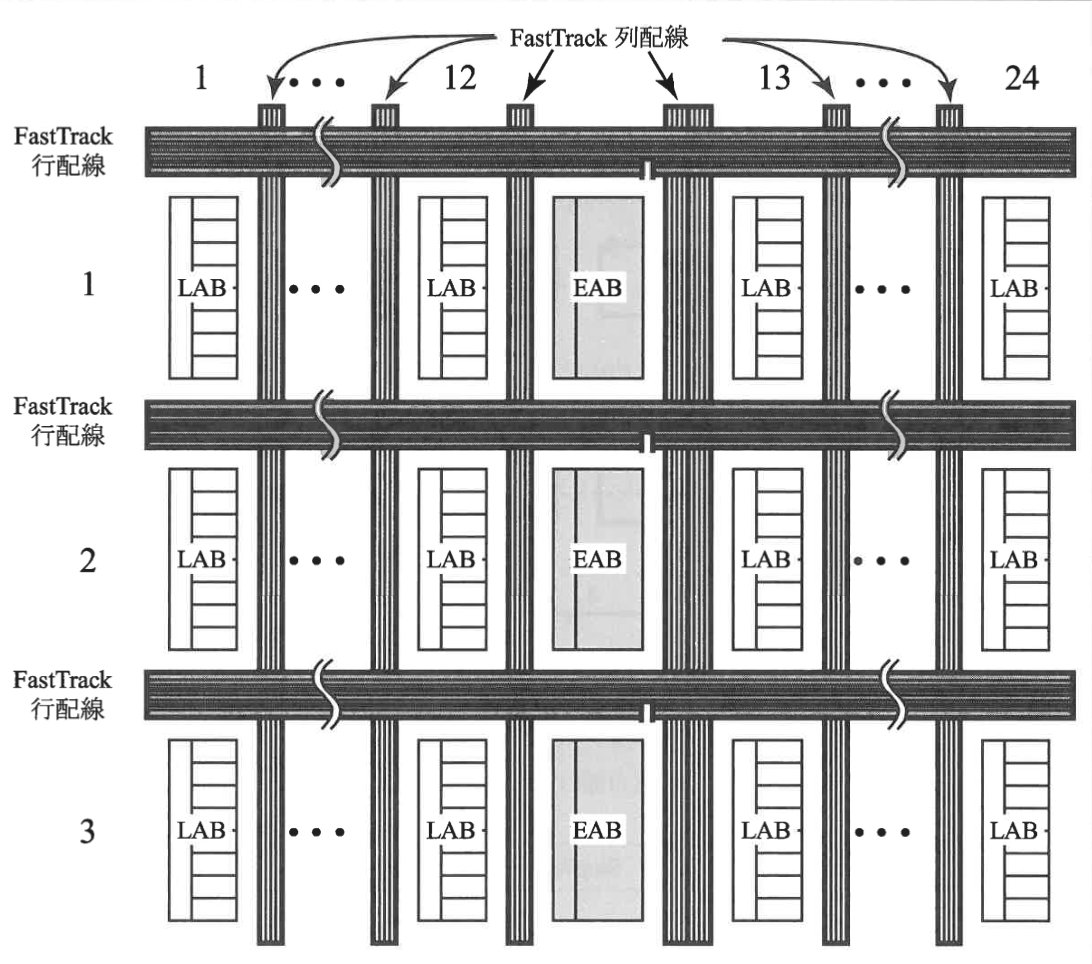 FastTrack 列配線
1 • • • 12 13 • • • 24
FastTrack
行配線
1 LAB • • • LAB EAB LAB • • • LAB
FastTrack
行配線
2 LAB • • • LAB EAB LAB • • • LAB
FastTrack
行配線
3 LAB • • • LAB EAB LAB • • • LAB